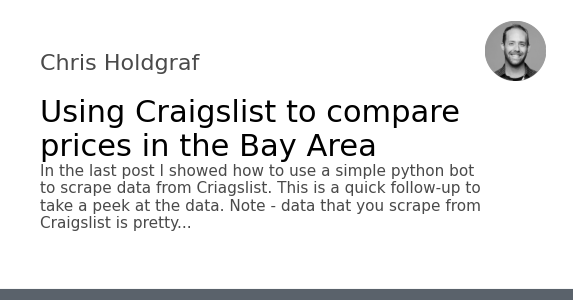 Chris Holdgraf
Using Craigslist to compare
prices in the Bay Area
In the last post I showed how to use a simple python bot
to scrape data from Criagslist. This is a quick follow-up to
take a peek at the data. Note - data that you scrape from
Craigslist is pretty...